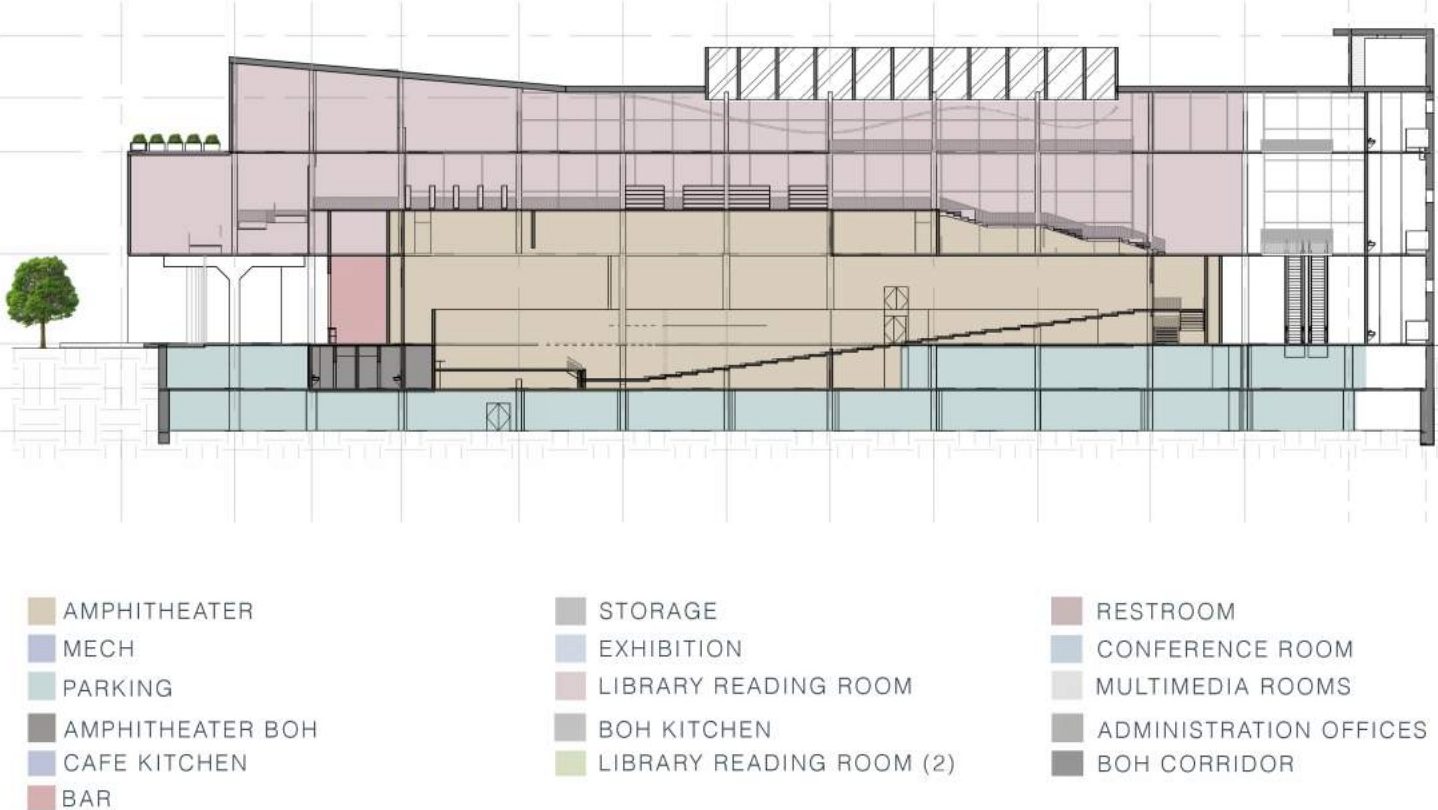 AMPHITHEATER
MECH
PARKING
AMPHITHEATER BOH
CAFE KITCHEN
BAR
STORAGE
EXHIBITION
LIBRARY READING ROOM
BOH KITCHEN
LIBRARY READING ROOM (2)
RESTROOM
CONFERENCE ROOM
MULTIMEDIA ROOMS
ADMINISTRATION OFFICES
BOH CORRIDOR